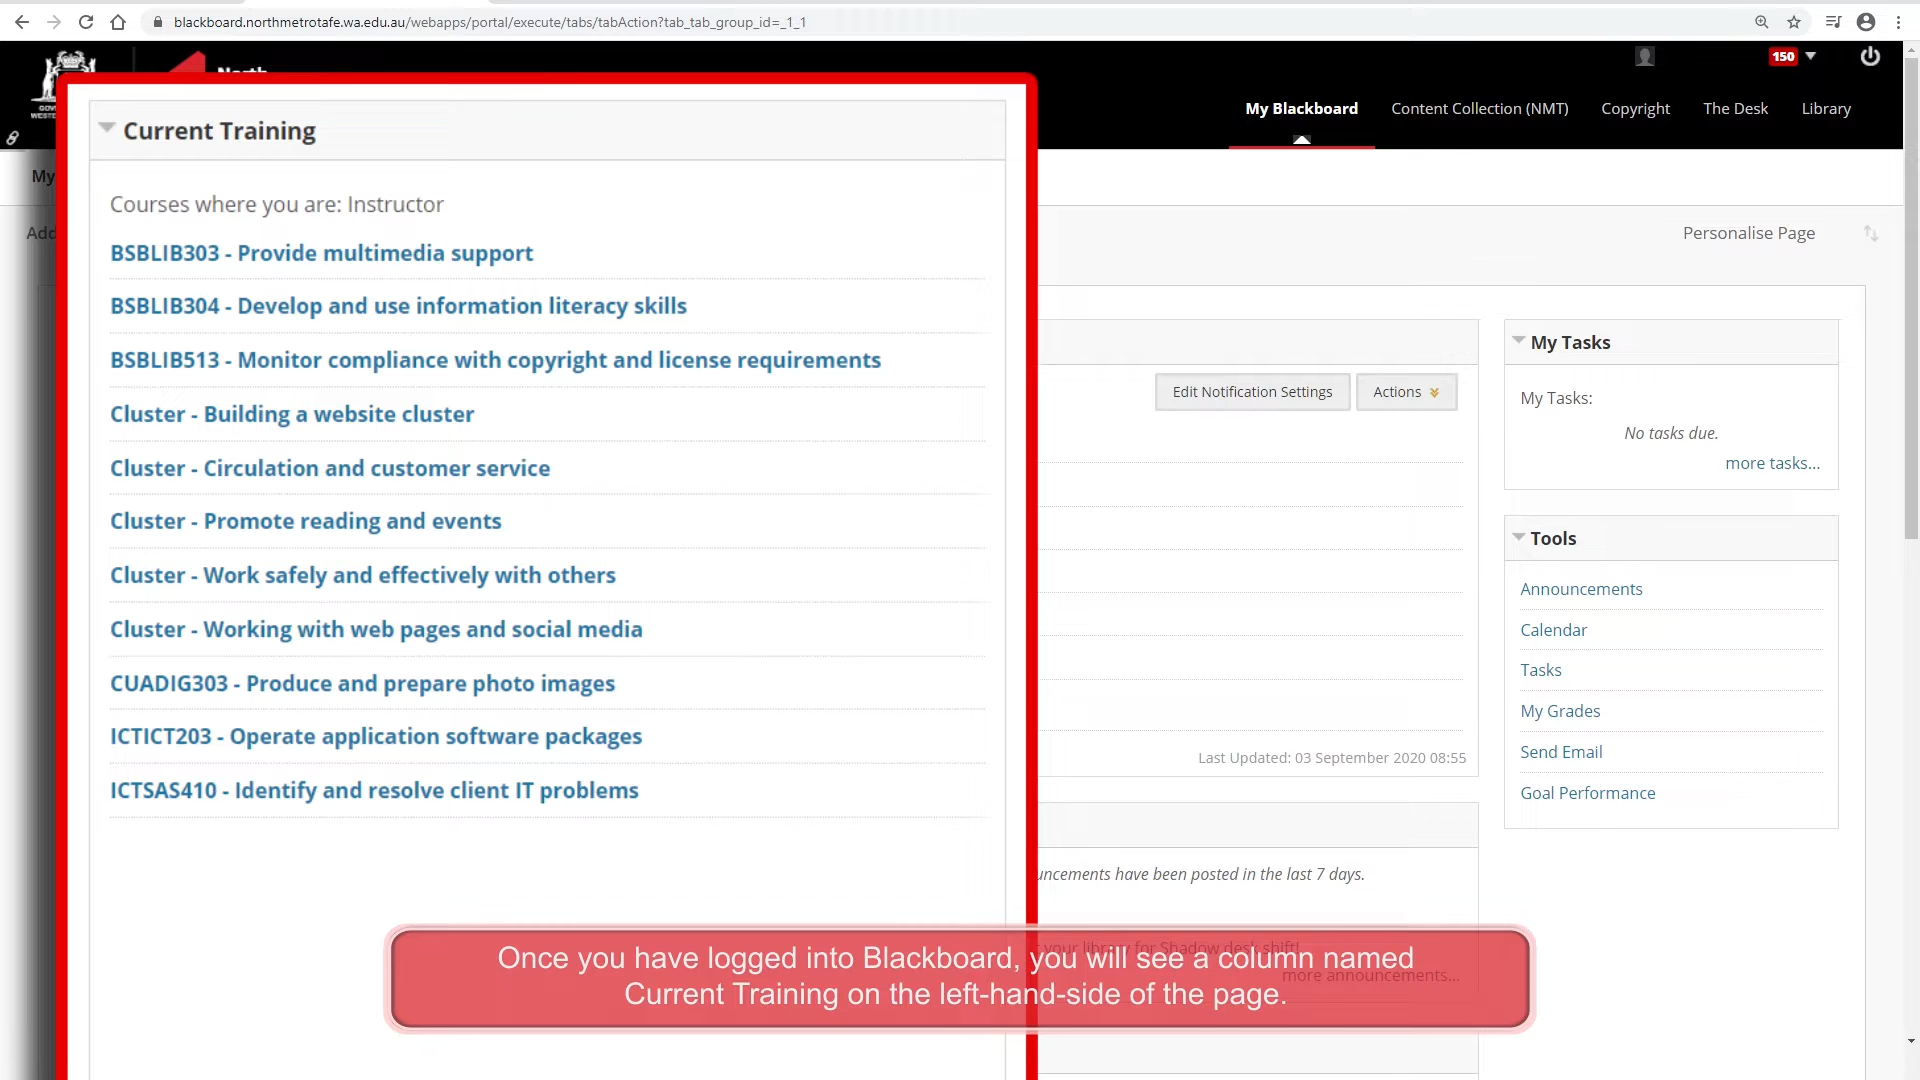 blackboard.northmetrotafe.wa.edu.au/webapps/portal/execute/tabs/tabAction?tab_tab_group_id=_1_1
150
North
My Blackboard
Content Collection (NMT)
Copyright
The Desk
Library
My
Add
Personalise Page
Current Training
Courses where you are: Instructor
BSBLIB303 - Provide multimedia support
BSBLIB304 - Develop and use information literacy skills
BSBLIB513 - Monitor compliance with copyright and license requirements
Cluster - Building a website cluster
Cluster - Circulation and customer service
Cluster - Promote reading and events
Cluster - Work safely and effectively with others
Cluster - Working with web pages and social media
CUADIG303 - Produce and prepare photo images
ICTICT203 - Operate application software packages
ICTSAS410 - Identify and resolve client IT problems
Edit Notification Settings
Actions
Last Updated: 03 September 2020 08:55
have been posted in the last 7 days.
your library for Shadow desk shift!
more announcements...
My Tasks
My Tasks:
No tasks due.
more tasks...
Tools
Announcements
Calendar
Tasks
My Grades
Send Email
Goal Performance
Once you have logged into Blackboard, you will see a column named
Current Training on the left-hand-side of the page.